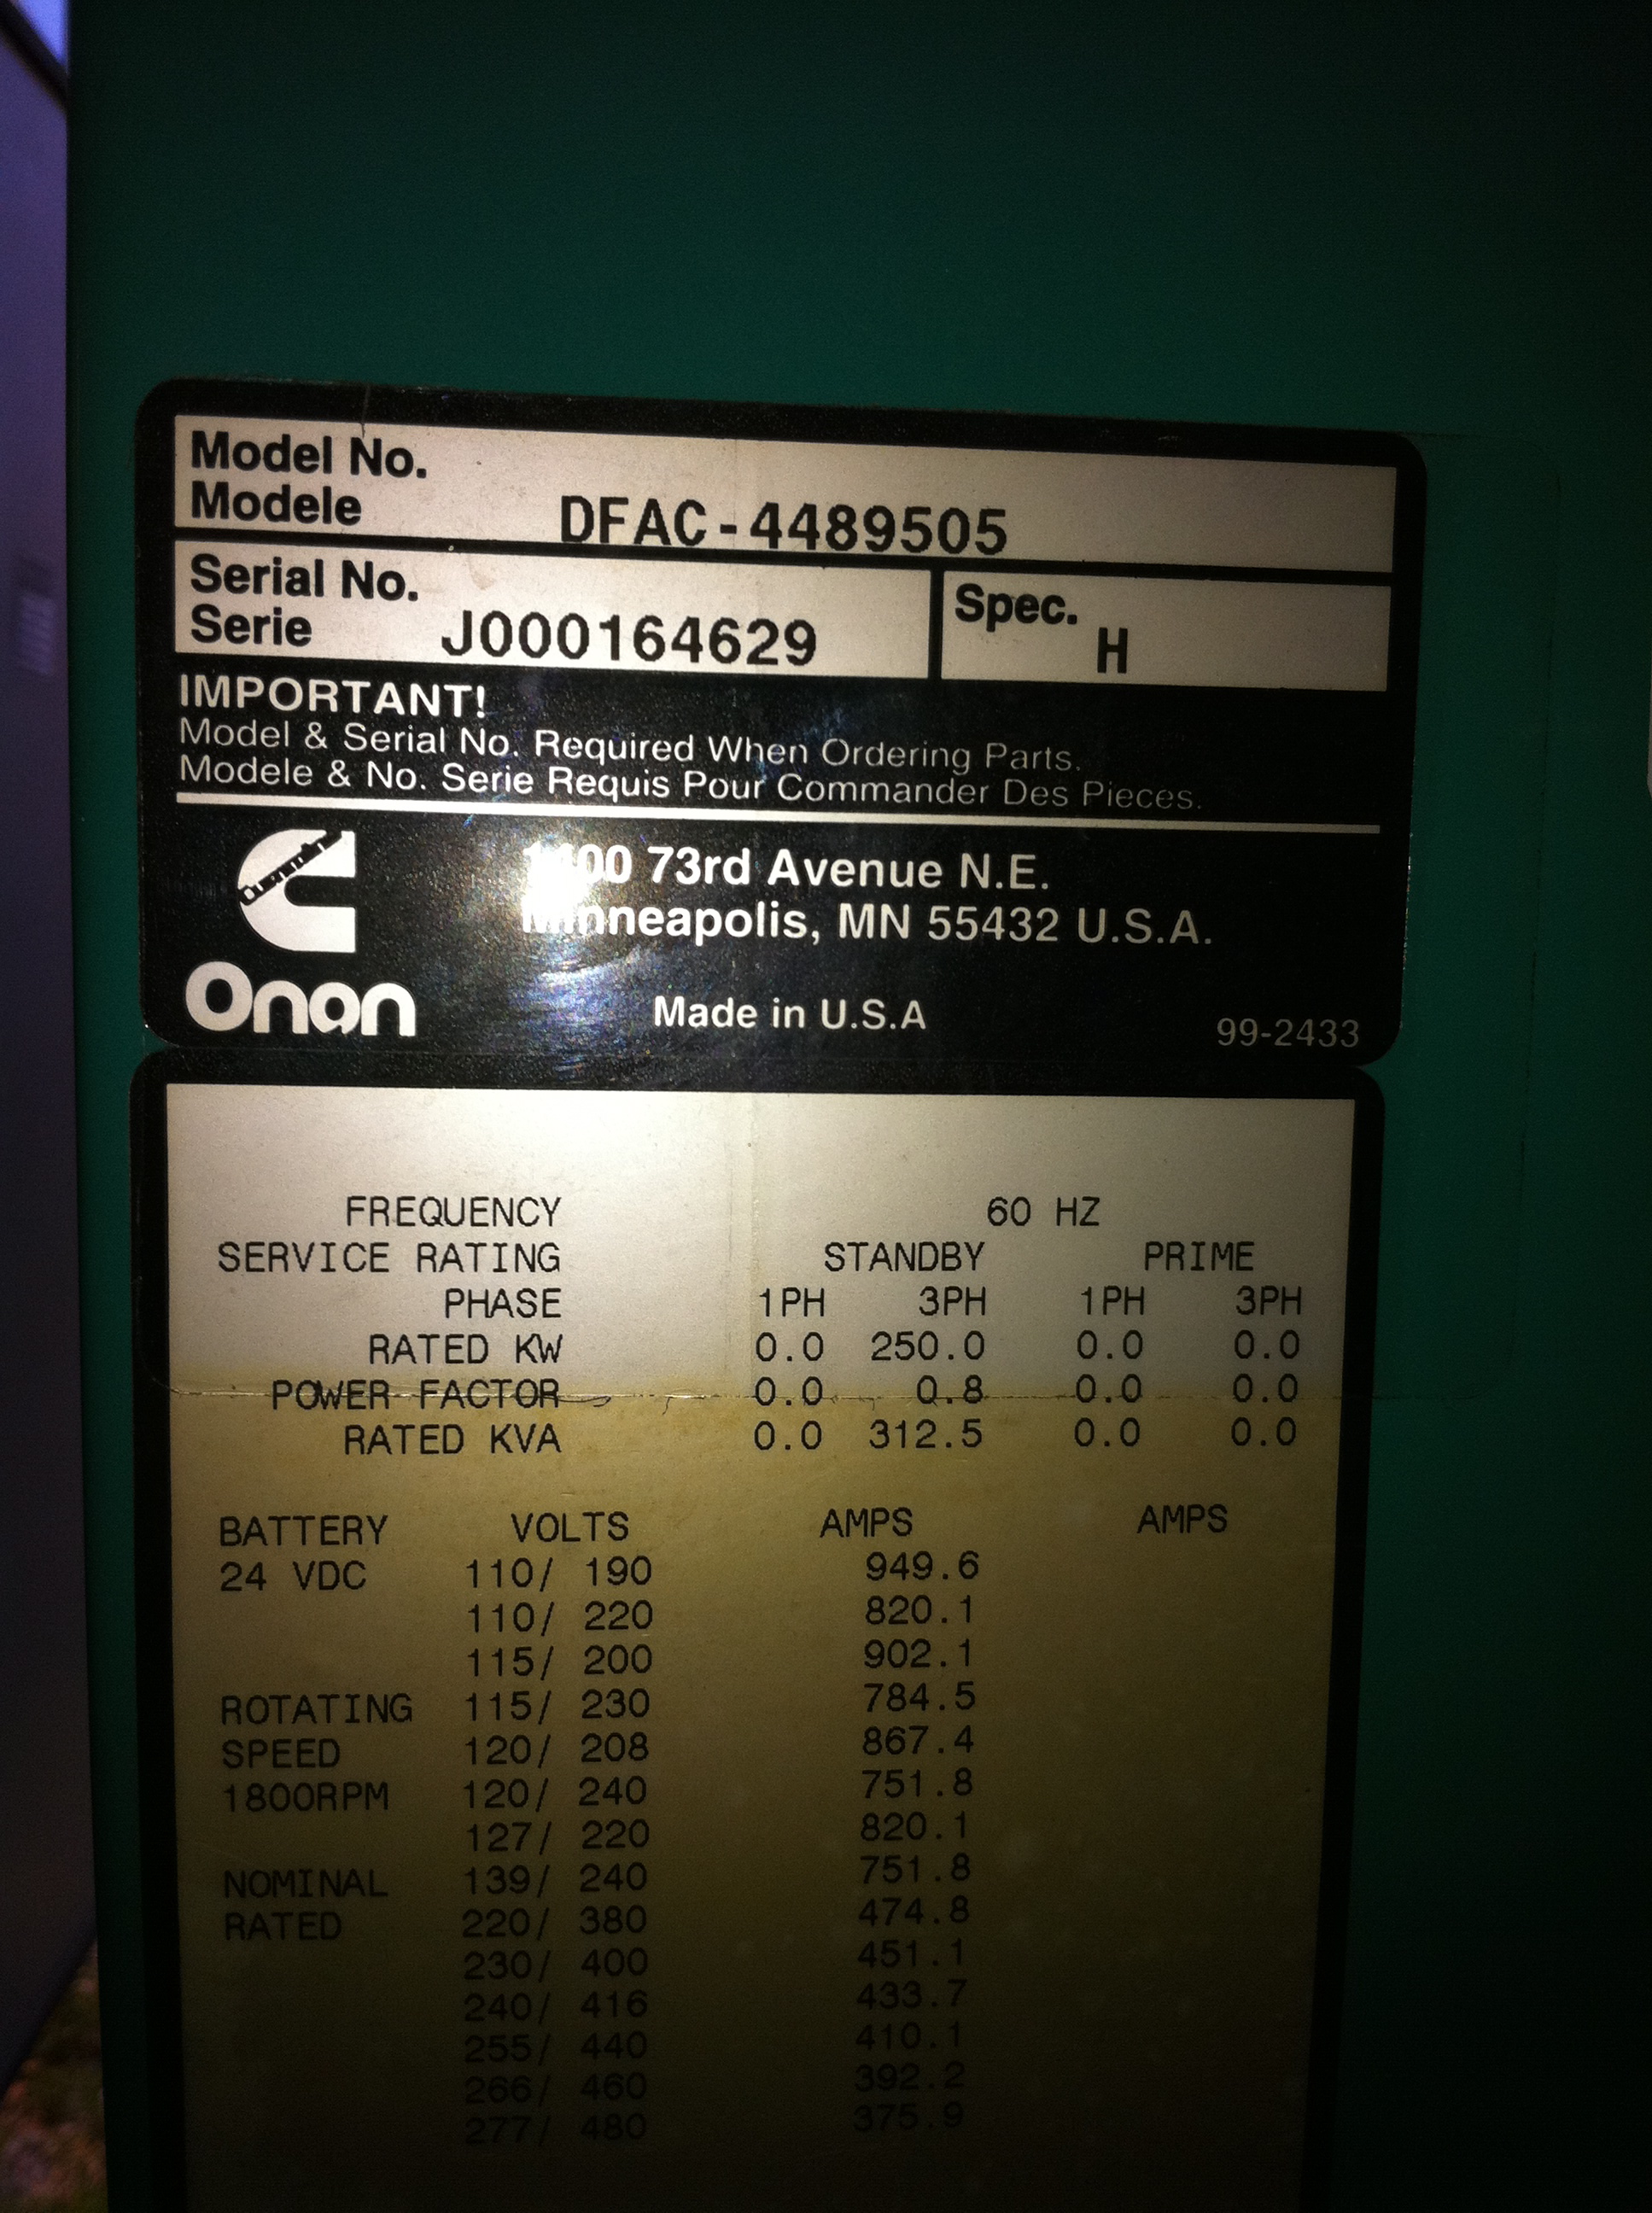 Model No.
Modele DFAC-4489505
Serial No.
Serie J000164629
Spec. H
IMPORTANT!
Model & Serial No. Required When Ordering Parts.
Modele & No. Serie Requis Pour Commander Des Pieces.
Onan
73rd Avenue N.E.
Minneapolis, MN 55432 U.S.A.
Made in U.S.A
99-2433
FREQUENCY 60 HZ
SERVICE RATING STANDBY PRIME
PHASE 1PH 3PH 1PH 3PH
RATED KW 0.0 250.0 0.0 0.0
POWER FACTOR 0.0 0.8 0.0 0.0
RATED KVA 0.0 312.5 0.0 0.0
BATTERY VOLTS AMPS AMPS
24 VDC 110/ 190 949.6
110/ 220 820.1
115/ 200 902.1
ROTATING 115/ 230 784.5
SPEED 120/ 208 867.4
1800RPM 120/ 240 751.8
127/ 220 820.1
NOMINAL 139/ 240 751.8
RATED 220/ 380 474.8
230/ 400 451.1
240/ 416 433.7
255/ 440 410.1
266/ 460 392.2
277/ 480 375.9